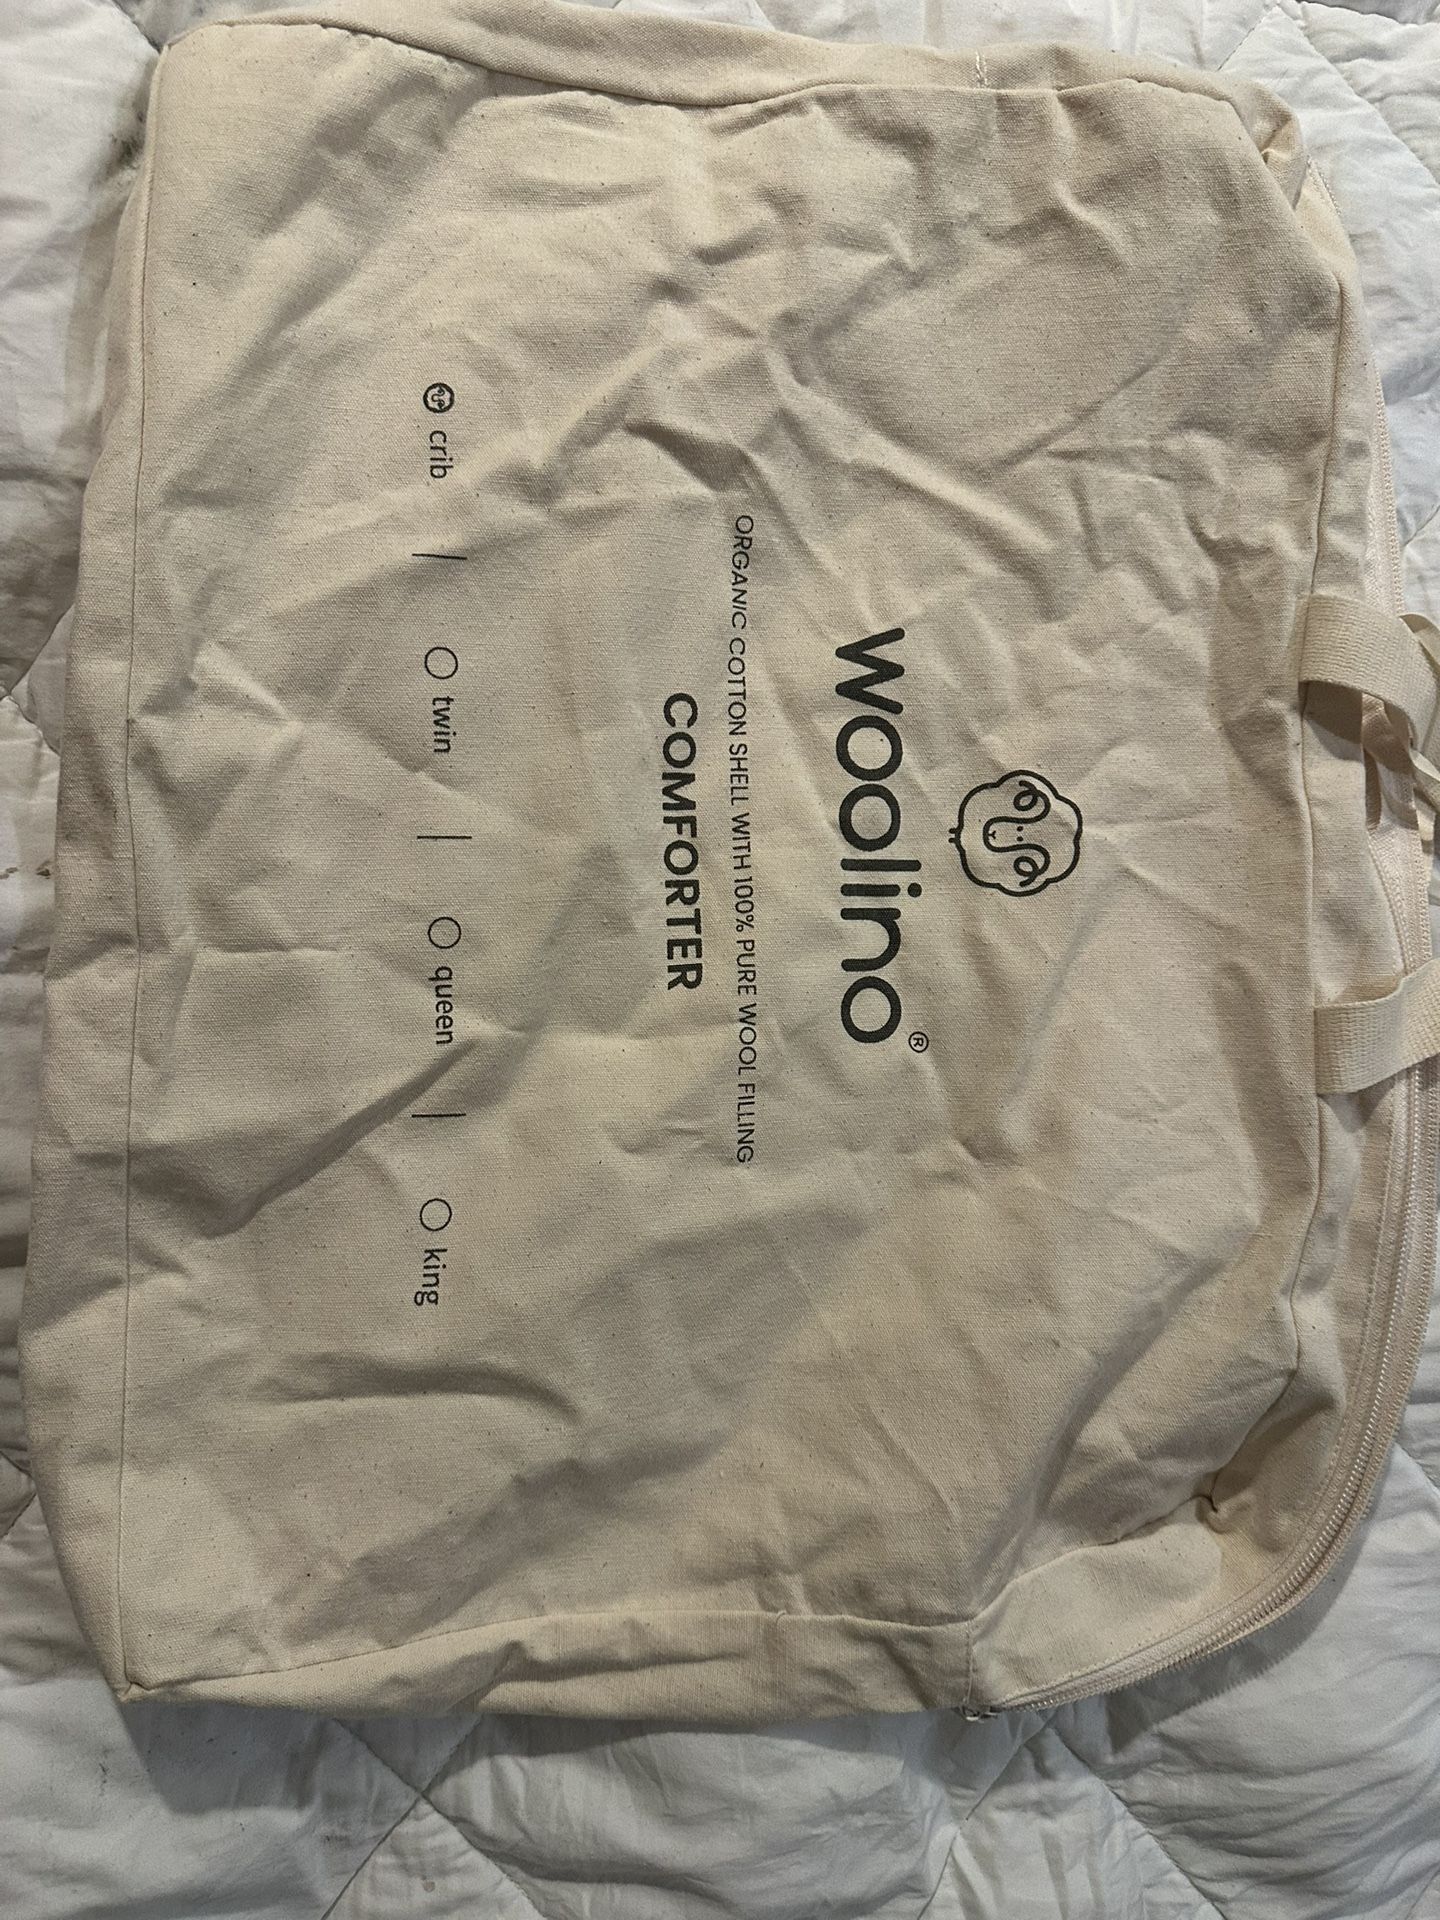 woolino®
ORGANIC COTTON SHELL WITH 100% PURE WOOL FILLING
COMFORTER
crib | twin | queen | king